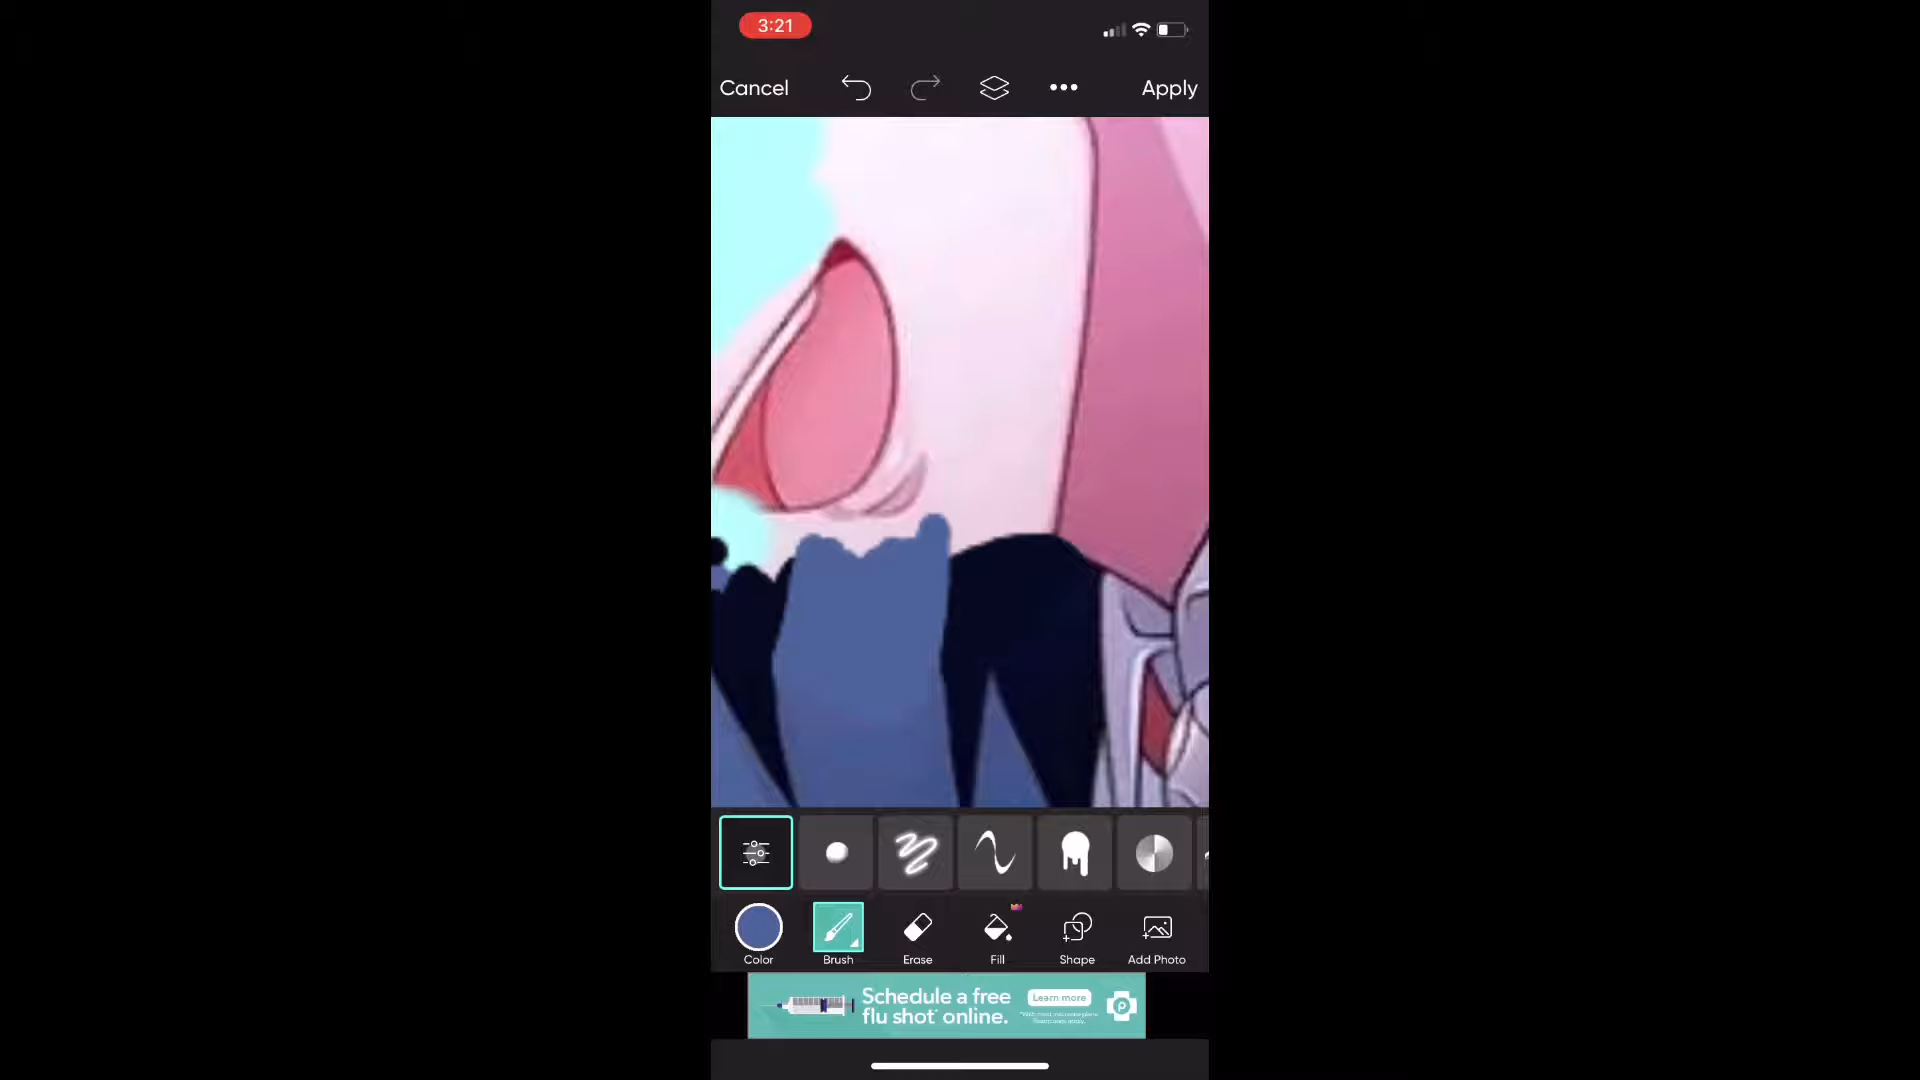 3:21
Cancel
Apply
Color
Brush
Erase
Fill
Shape
Add Photo
Schedule a free
flu shot* online.
Learn more